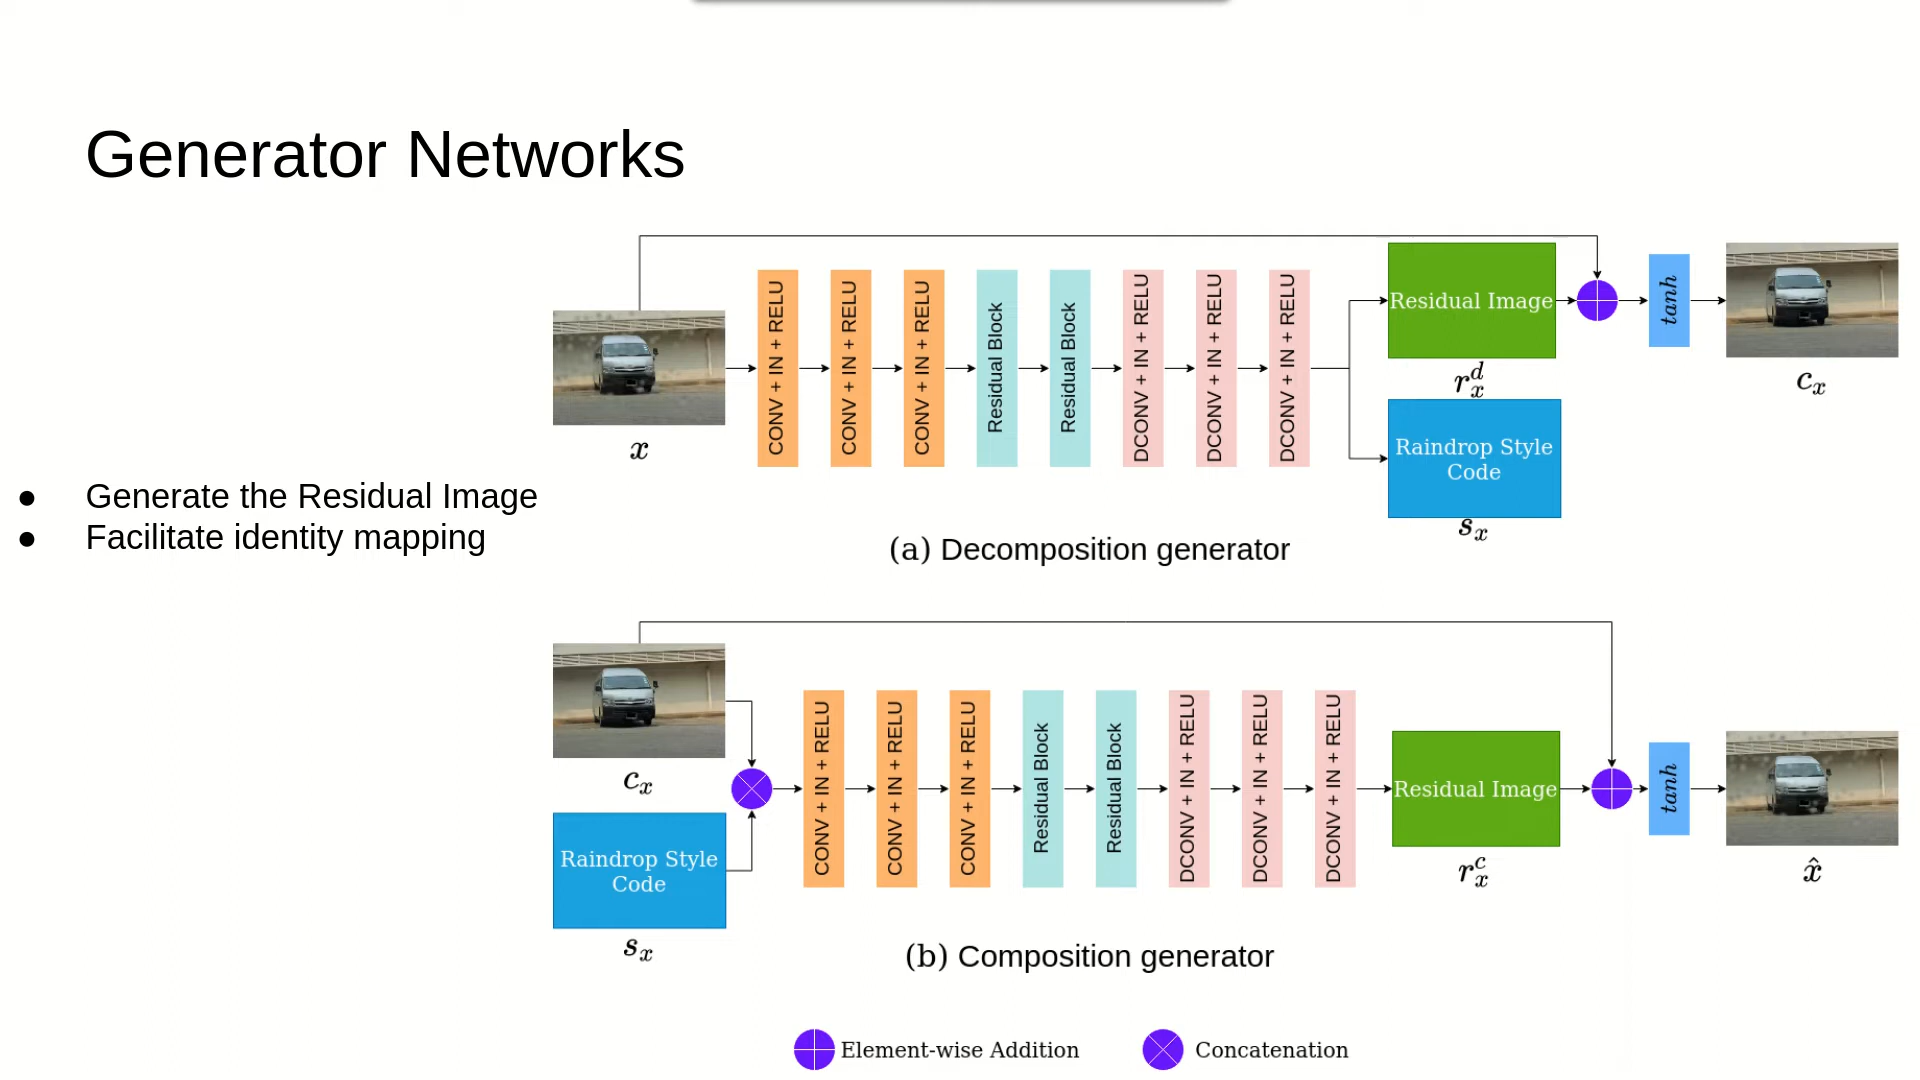 Generator Networks
● Generate the Residual Image
● Facilitate identity mapping
x
CONV + IN + RELU
CONV + IN + RELU
CONV + IN + RELU
Residual Block
Residual Block
DCONV + IN + RELU
DCONV + IN + RELU
DCONV + IN + RELU
Residual Image
r_x^d
Raindrop Style
Code
s_x
tanh
c_x
(a) Decomposition generator
c_x
Raindrop Style
Code
s_x
CONV + IN + RELU
CONV + IN + RELU
CONV + IN + RELU
Residual Block
Residual Block
DCONV + IN + RELU
DCONV + IN + RELU
DCONV + IN + RELU
Residual Image
r_x^c
tanh
x̂
(b) Composition generator
Element-wise Addition
Concatenation